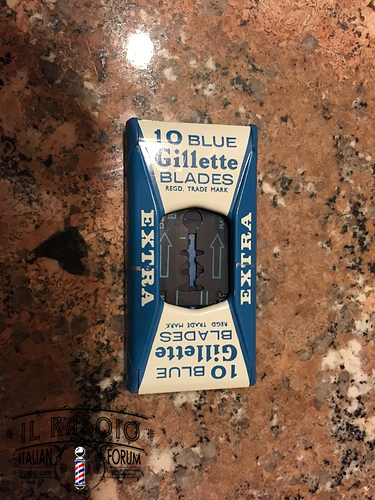 10 BLUE
Gillette
BLADES
REGD. TRADE MARK
EXTRA
EXTRA
10 BLUE
Gillette
BLADES
REGD. TRADE MARK
IL RASOIO
ITALIAN FORUM